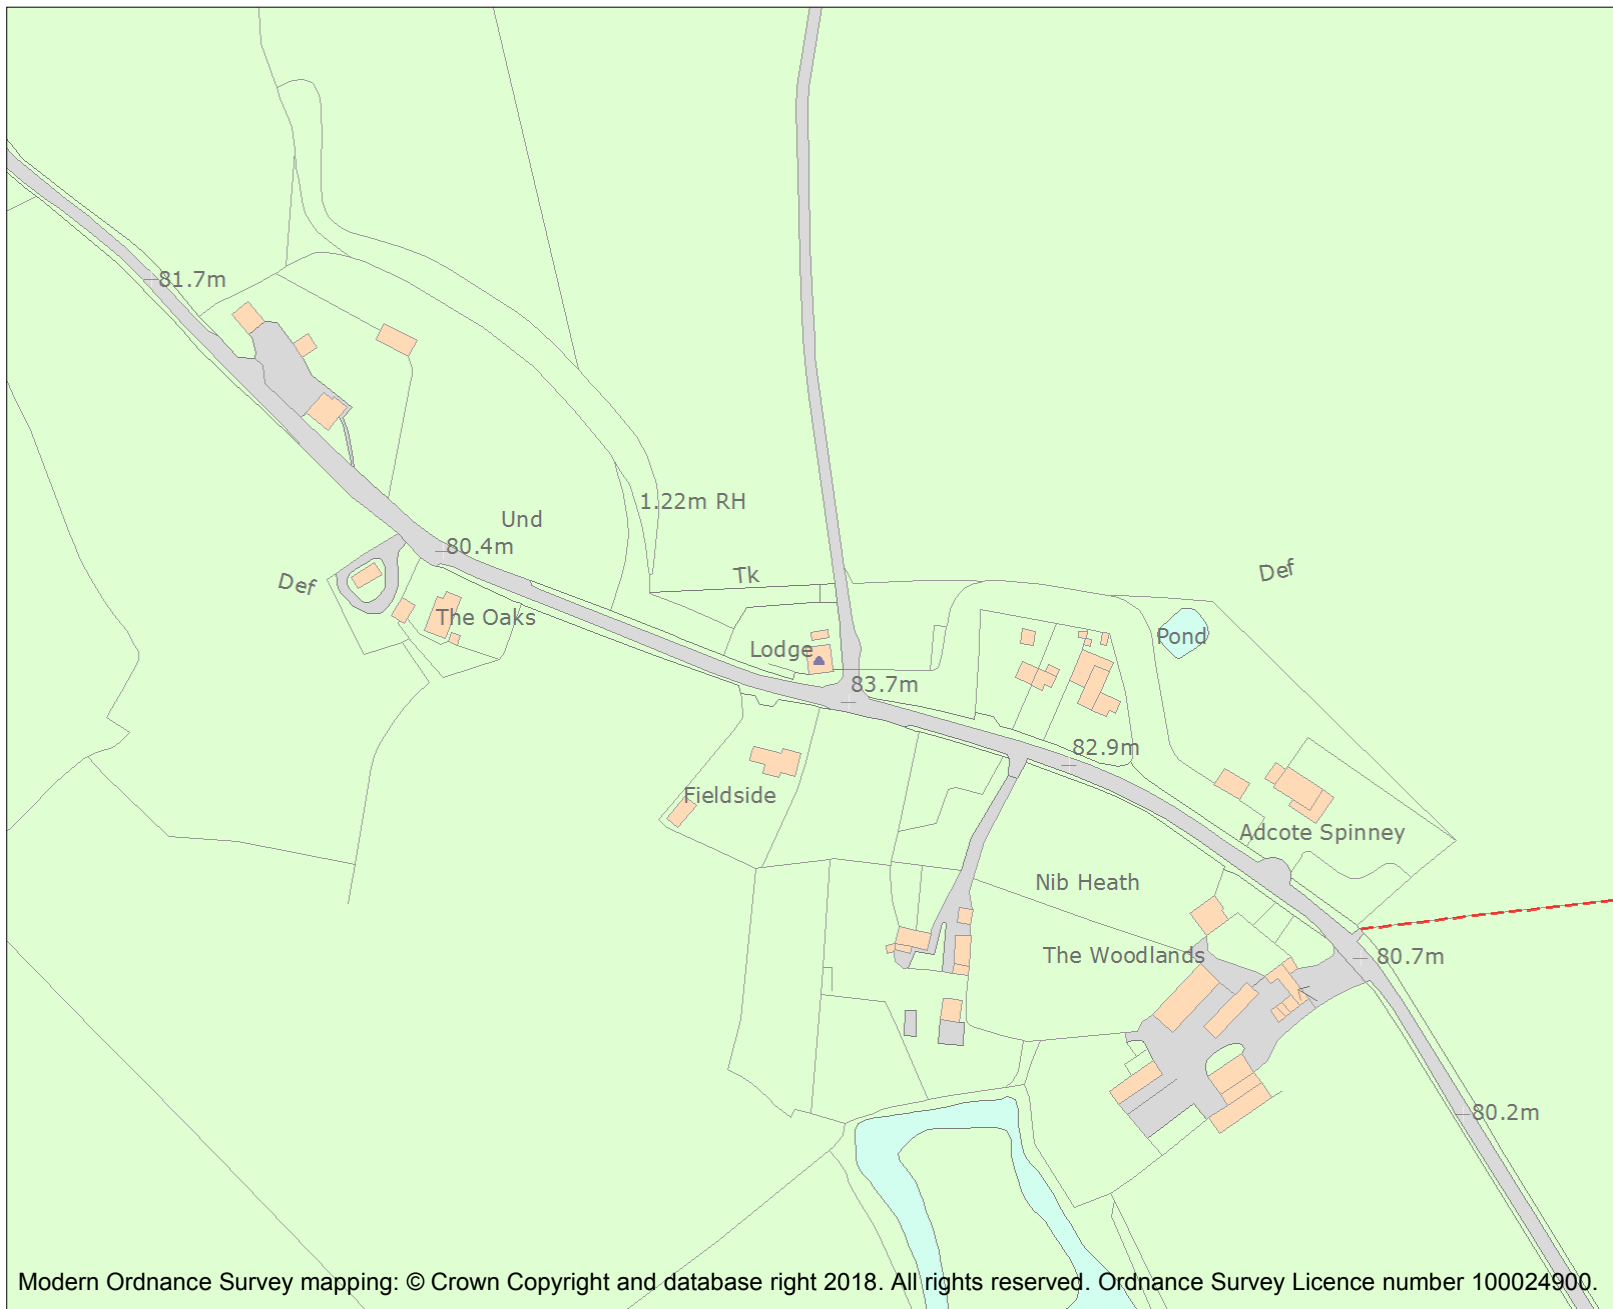 81.7m
1.22m RH
Und
80.4m
Def
Tk
Def
The Oaks
Pond
Lodge
83.7m
82.9m
Fieldside
Adcote Spinney
Nib Heath
The Woodlands
80.7m
80.2m
Modern Ordnance Survey mapping: © Crown Copyright and database right 2018. All rights reserved. Ordnance Survey Licence number 100024900.